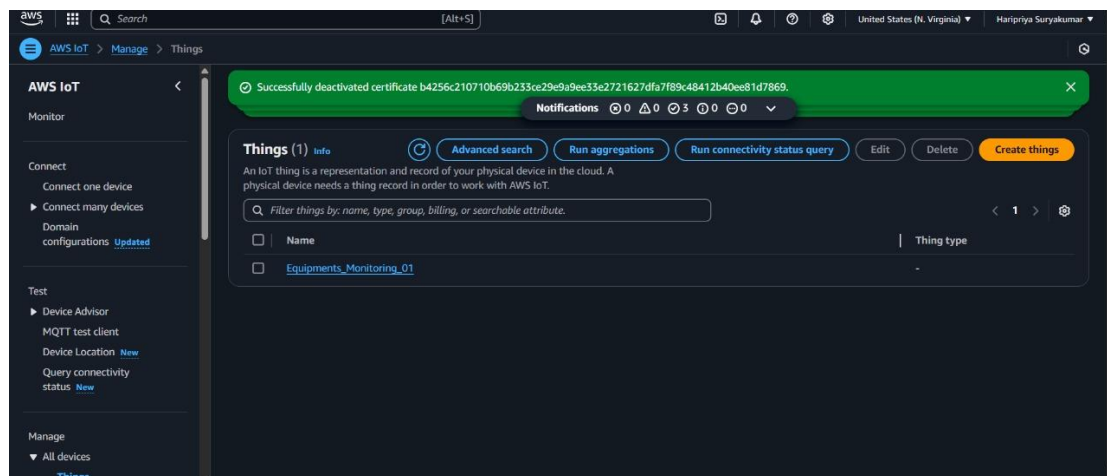 aws
Search
[Alt+S]
United States (N. Virginia)
Haripriya Suryakumar
AWS IoT > Manage > Things
AWS IoT
Monitor
Connect
Connect one device
Connect many devices
Domain
configurations Updated
Test
Device Advisor
MQTT test client
Device Location New
Query connectivity
status New
Manage
All devices
Things
Successfully deactivated certificate b4256c210710b69b233ce29e9a9ee33e2721627dfa7f89c48412b40ee81d7869.
Notifications 0 0 3 0 0
Things (1) Info
Advanced search
Run aggregations
Run connectivity status query
Edit
Delete
Create things
An IoT thing is a representation and record of your physical device in the cloud. A
physical device needs a thing record in order to work with AWS IoT.
Filter things by: name, type, group, billing, or searchable attribute.
1
Name
Thing type
Equipments_Monitoring_01
-